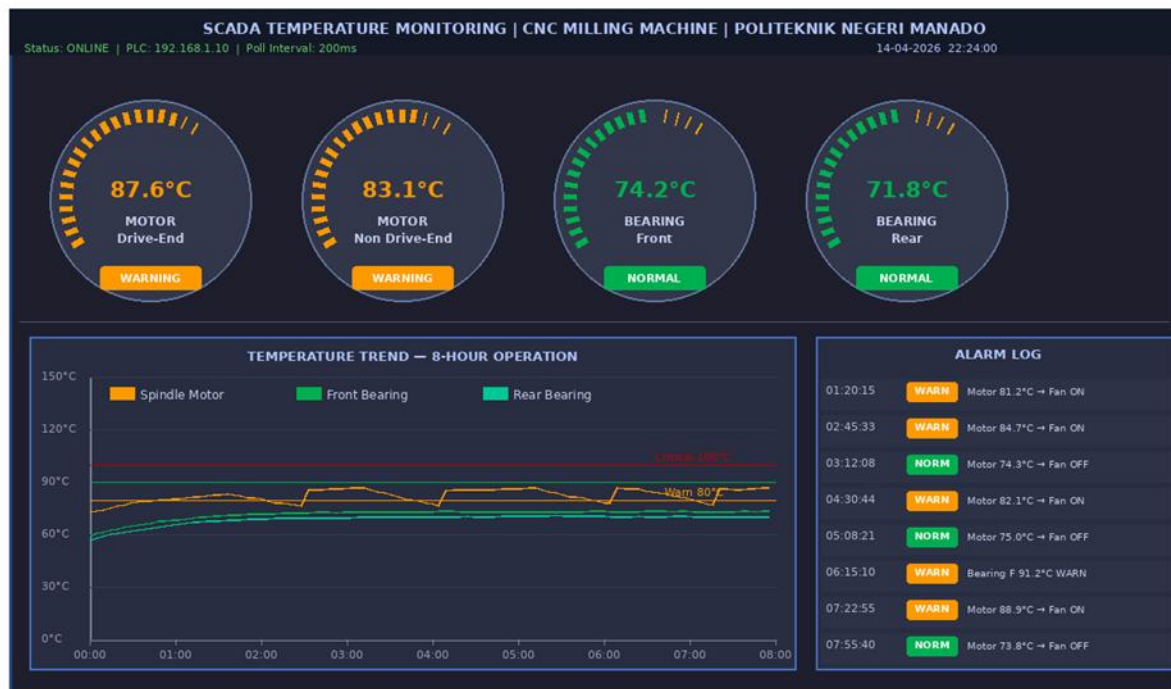 SCADA TEMPERATURE MONITORING | CNC MILLING MACHINE | POLITEKNIK NEGERI MANADO
Status: ONLINE | PLC: 192.168.1.10 | Poll Interval: 200ms
14-04-2026 22:24:00
87.6°C
MOTOR
Drive-End
WARNING
83.1°C
MOTOR
Non Drive-End
WARNING
74.2°C
BEARING
Front
NORMAL
71.8°C
BEARING
Rear
NORMAL
TEMPERATURE TREND — 8-HOUR OPERATION
Spindle Motor
Front Bearing
Rear Bearing
150°C
120°C
90°C
60°C
30°C
0°C
Critical 100°C
Warn 80°C
00:00 01:00 02:00 03:00 04:00 05:00 06:00 07:00 08:00
ALARM LOG
01:20:15 WARN Motor 81.2°C → Fan ON
02:45:33 WARN Motor 84.7°C → Fan ON
03:12:08 NORM Motor 74.3°C → Fan OFF
04:30:44 WARN Motor 82.1°C → Fan ON
05:08:21 NORM Motor 75.0°C → Fan OFF
06:15:10 WARN Bearing F 91.2°C WARN
07:22:55 WARN Motor 88.9°C → Fan ON
07:55:40 NORM Motor 73.8°C → Fan OFF